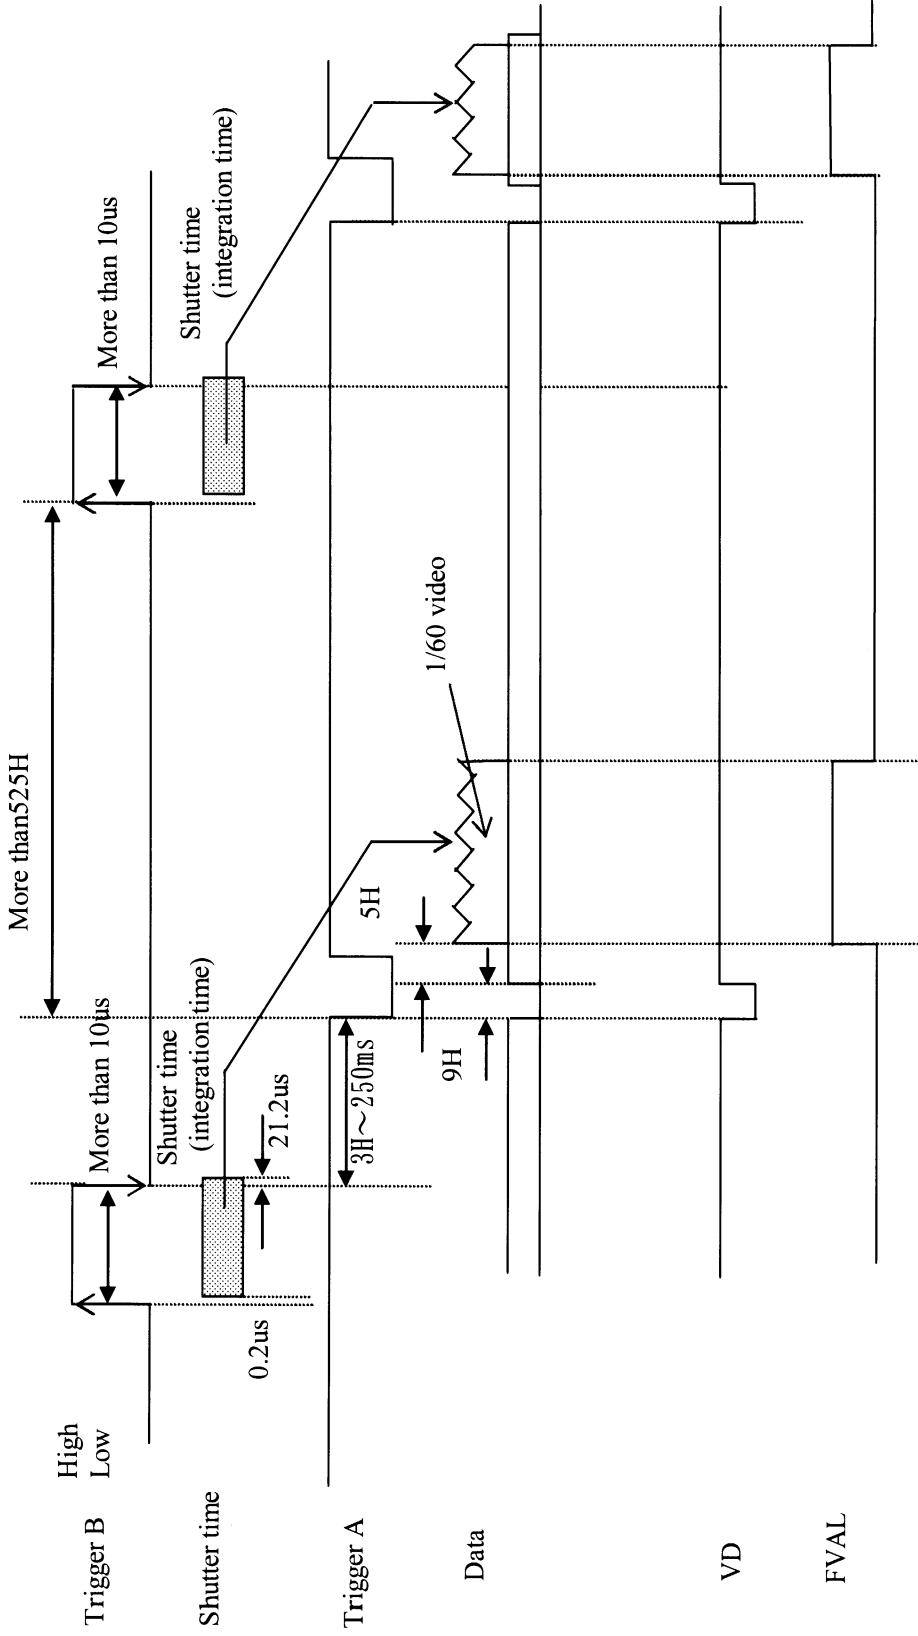 More than525H
More than 10us
More than 10us
High
Low
Trigger B
Shutter time
(integration time)
Shutter time
(integration time)
Shutter time
0.2us
21.2us
Trigger A
3H～250ms
5H
1/60 video
Data
9H
VD
FVAL